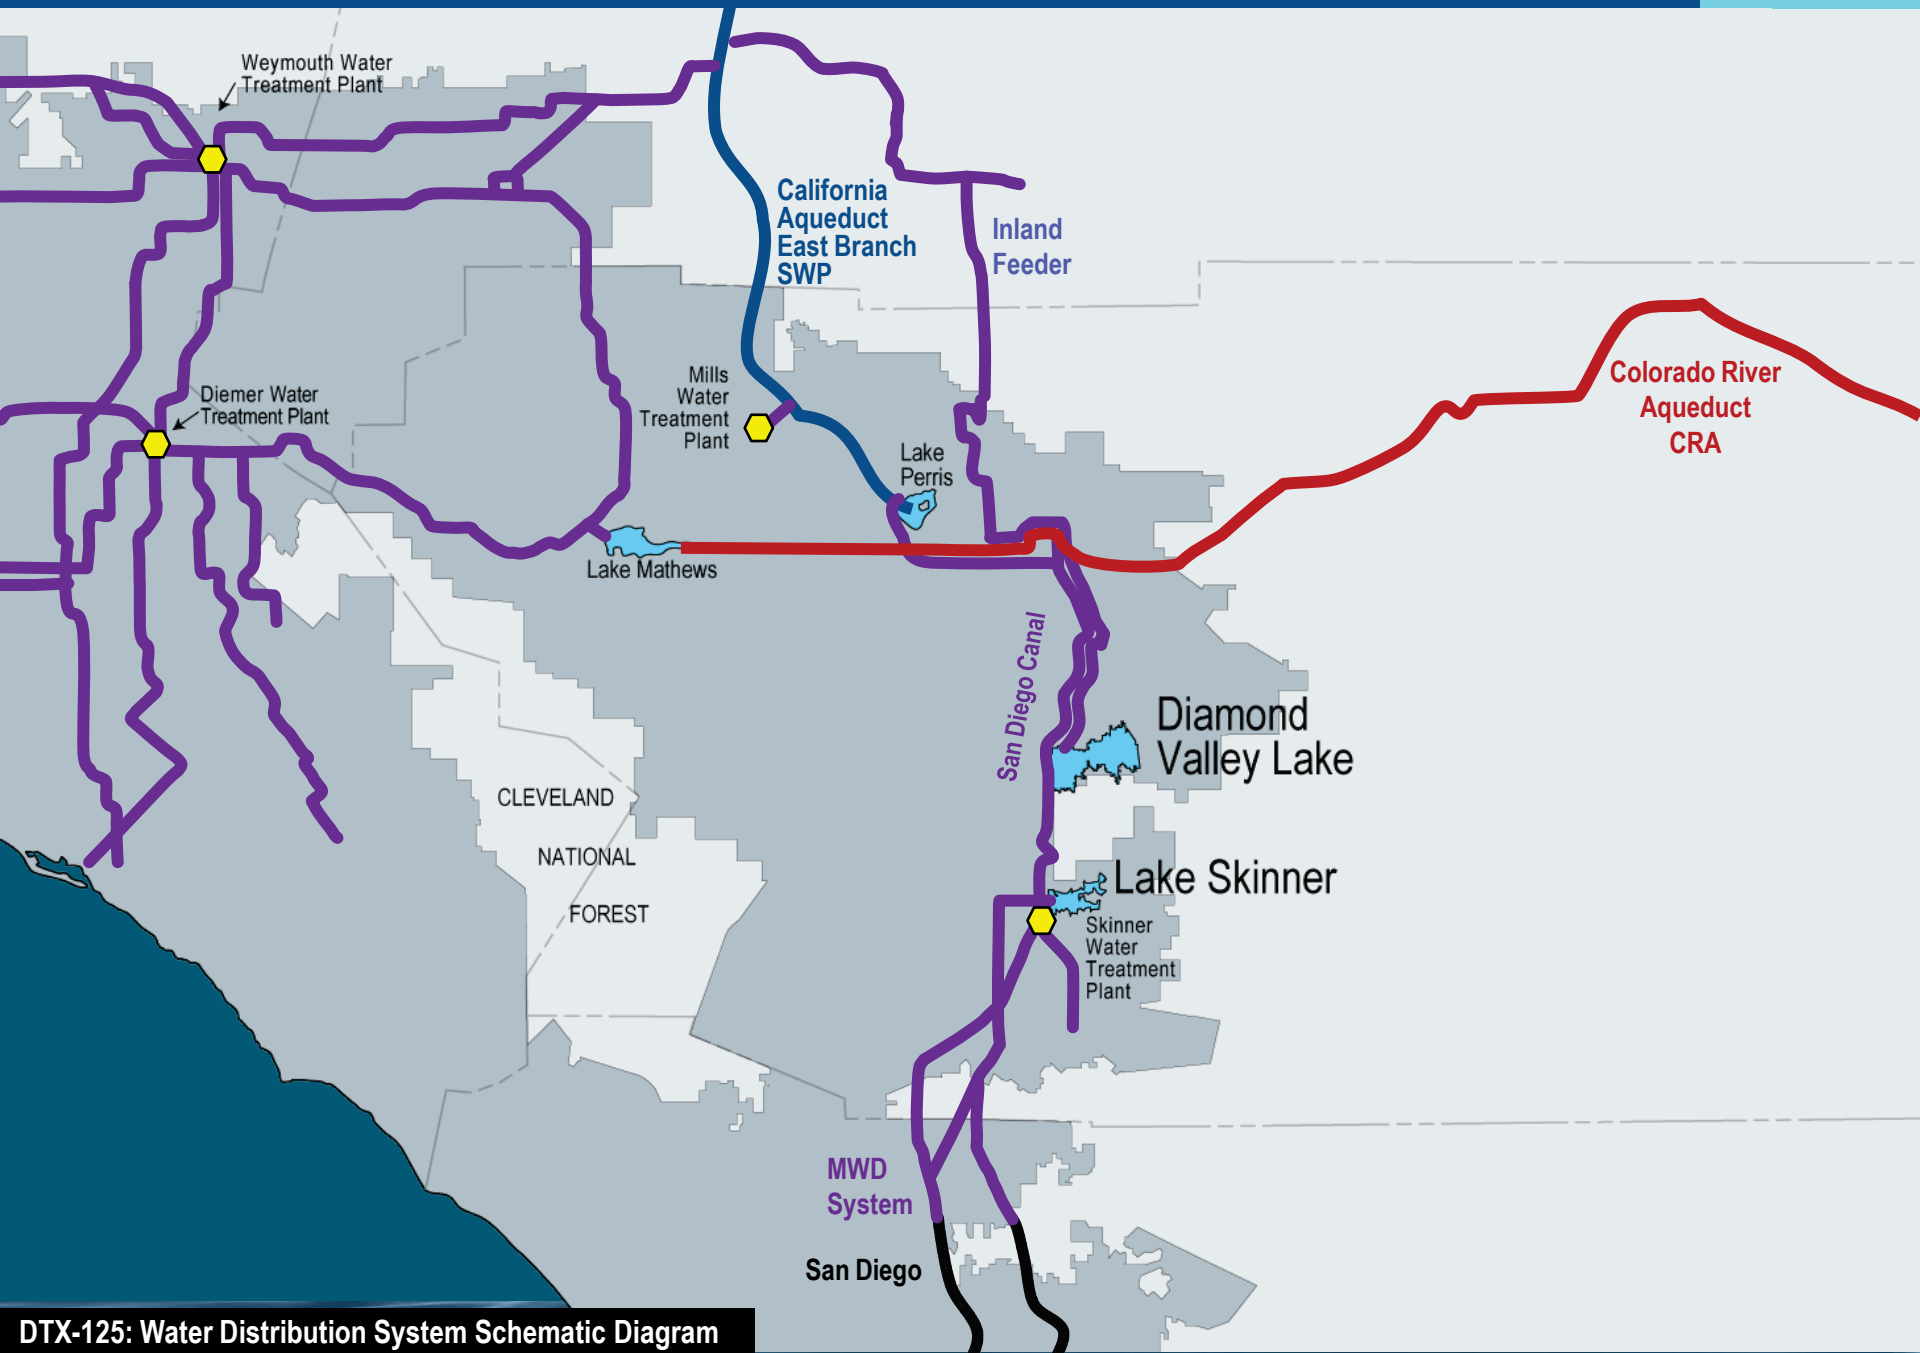 Weymouth Water
Treatment Plant
California
Aqueduct
East Branch
SWP
Inland
Feeder
Colorado River
Aqueduct
CRA
Mills
Water
Treatment
Plant
Diemer Water
Treatment Plant
Lake
Perris
Lake Mathews
San Diego Canal
Diamond
Valley Lake
CLEVELAND
NATIONAL
FOREST
Lake Skinner
Skinner
Water
Treatment
Plant
MWD
System
San Diego
DTX-125: Water Distribution System Schematic Diagram